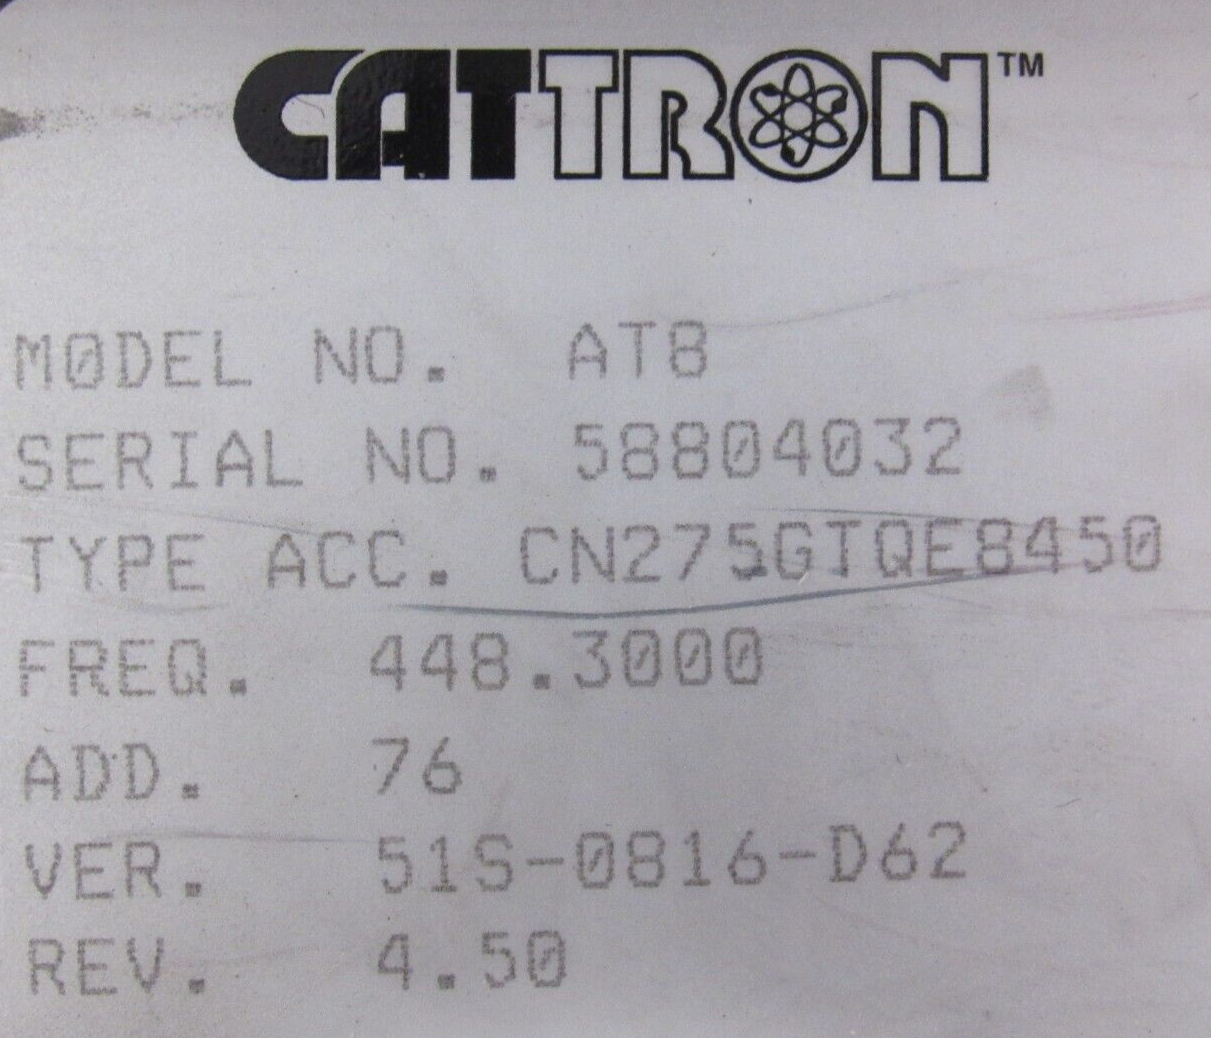 CATTRON™
M0DEL NO. AT8
SERIAL NO. 58804032
TYPE ACC. CN275GTQE8450
FREQ. 448.3000
ADD. 76
VER. 51S-0816-D62
REV. 4.50